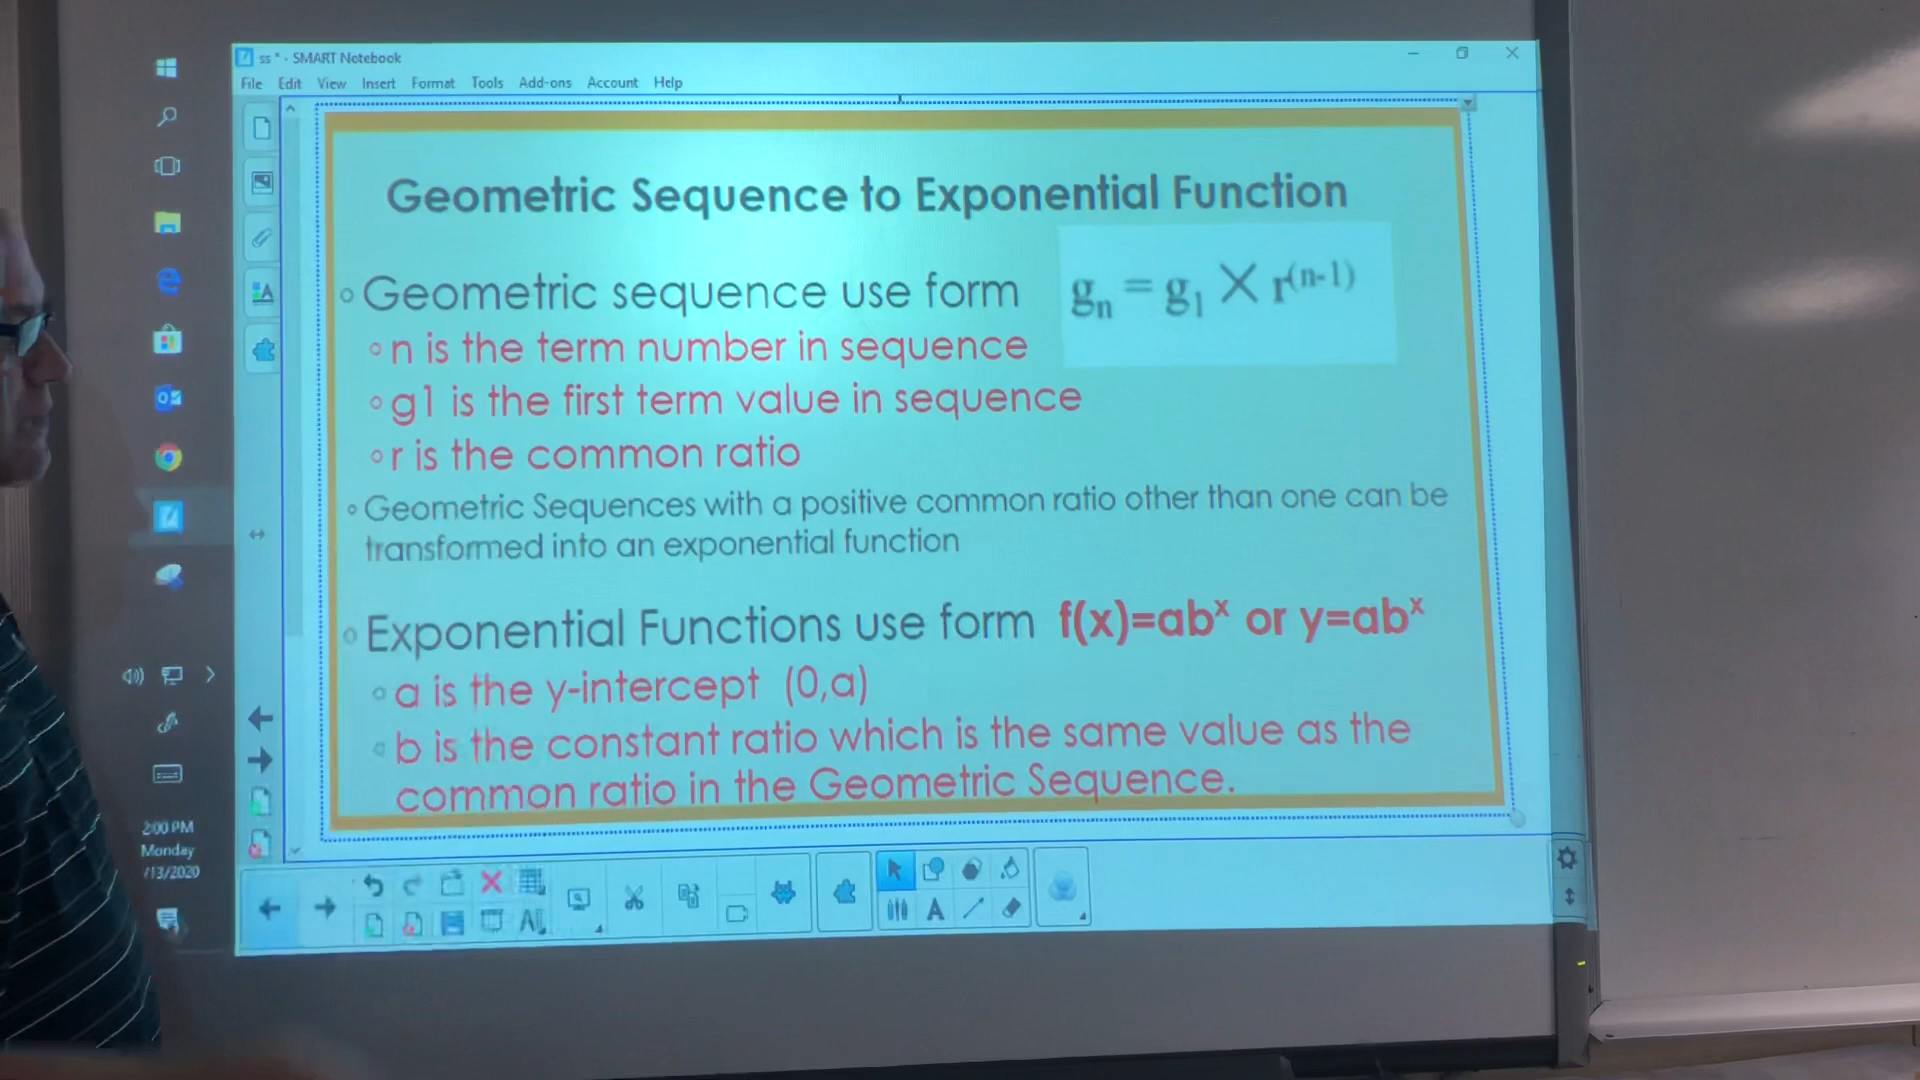 ss * - SMART Notebook
File Edit View Insert Format Tools Add-ons Account Help
Geometric Sequence to Exponential Function
Geometric sequence use form gn = g1 X r(n-1)
n is the term number in sequence
g1 is the first term value in sequence
r is the common ratio
Geometric Sequences with a positive common ratio other than one can be
transformed into an exponential function
Exponential Functions use form f(x)=abˣ or y=abˣ
a is the y-intercept (0,a)
b is the constant ratio which is the same value as the
common ratio in the Geometric Sequence.
2:00 PM
Monday
/13/2020